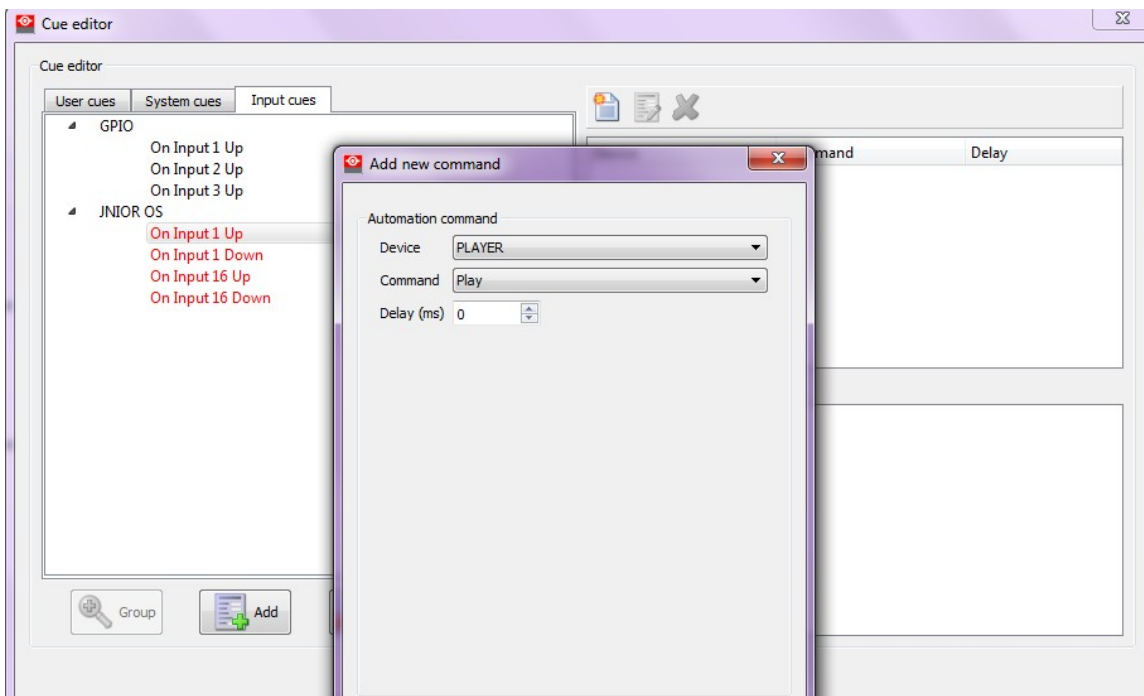 Cue editor
Cue editor
User cues System cues Input cues
GPIO
On Input 1 Up
On Input 2 Up
On Input 3 Up
JNIOR OS
On Input 1 Up
On Input 1 Down
On Input 16 Up
On Input 16 Down
Group Add
mand Delay
Add new command
Automation command
Device PLAYER
Command Play
Delay (ms) 0